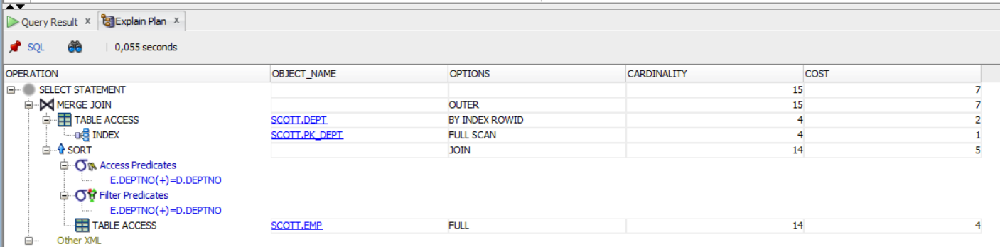 Query Result x Explain Plan x
SQL | 0,055 seconds
OPERATION OBJECT_NAME OPTIONS CARDINALITY COST
SELECT STATEMENT 15 7
MERGE JOIN OUTER 15 7
TABLE ACCESS SCOTT.DEPT BY INDEX ROWID 4 2
INDEX SCOTT.PK_DEPT FULL SCAN 4 1
SORT JOIN 14 5
Access Predicates
E.DEPTNO(+)=D.DEPTNO
Filter Predicates
E.DEPTNO(+)=D.DEPTNO
TABLE ACCESS SCOTT.EMP FULL 14 4
Other XML